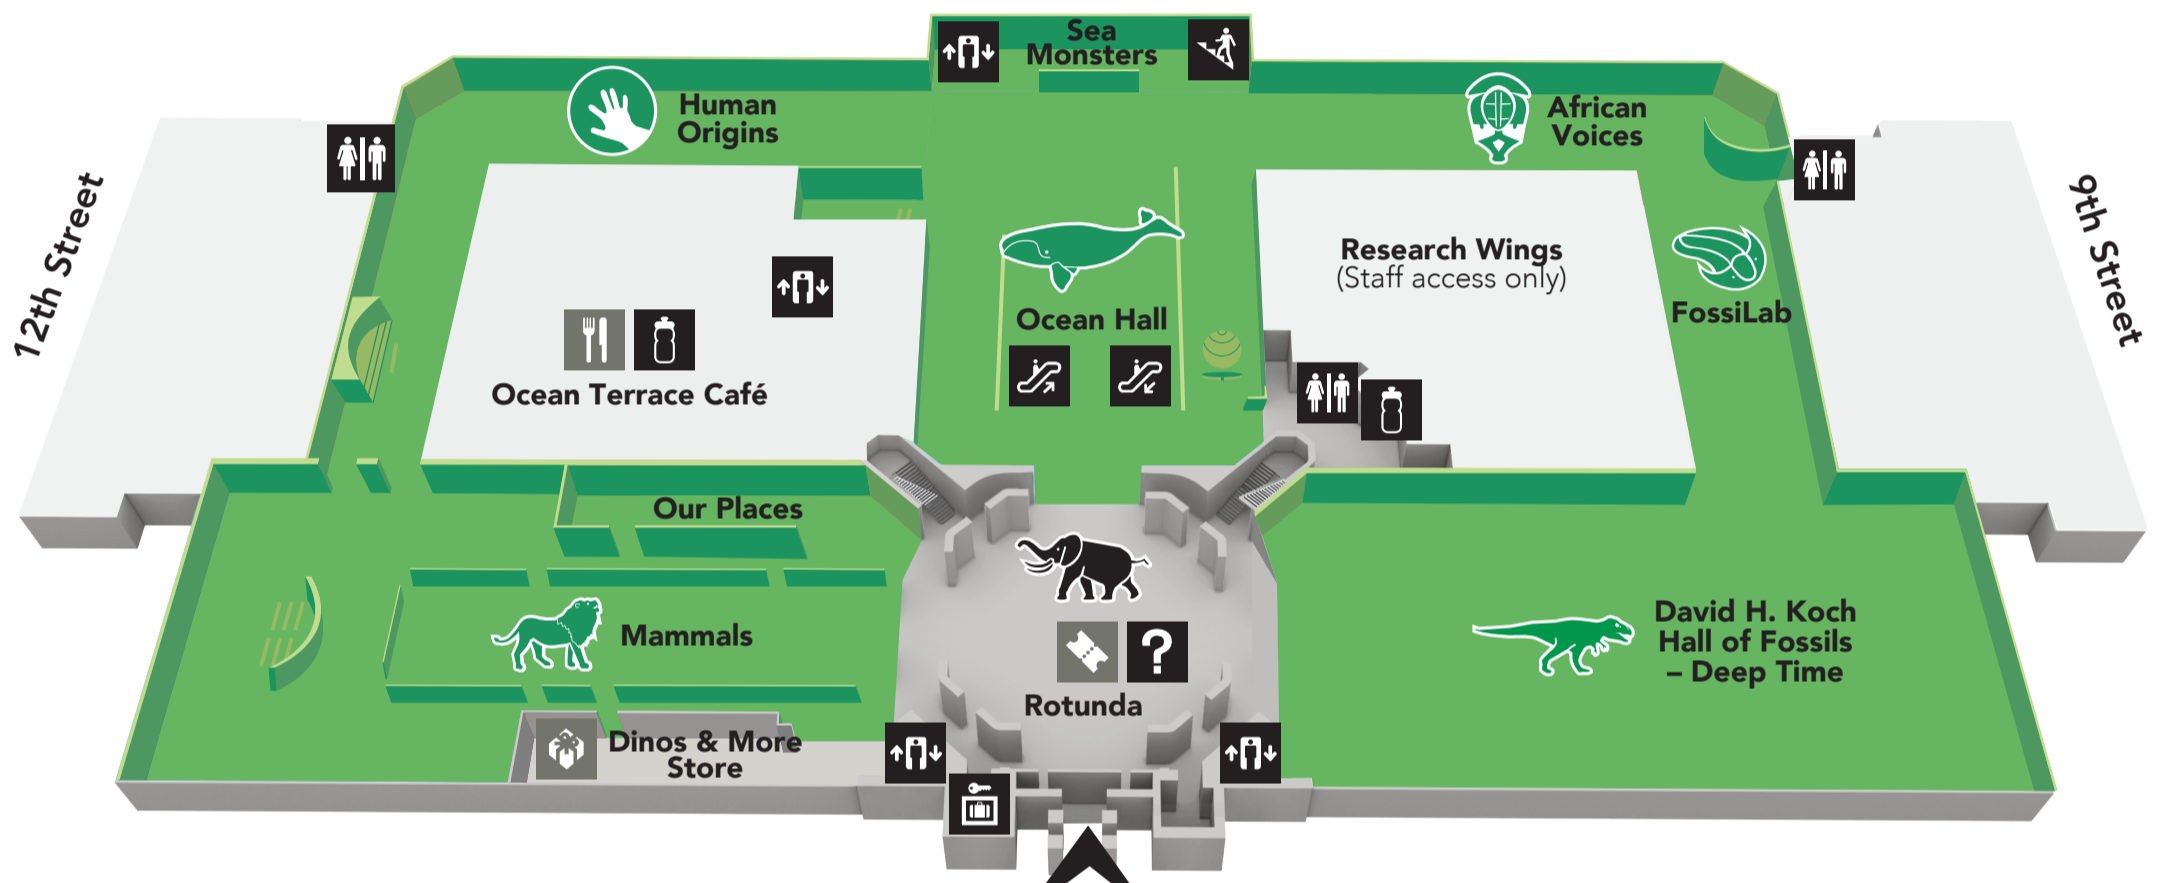 Sea
Monsters
Human
Origins
African
Voices
12th Street
9th Street
Research Wings
(Staff access only)
FossiLab
Ocean Hall
Ocean Terrace Café
Our Places
Mammals
David H. Koch
Hall of Fossils
– Deep Time
?
Rotunda
Dinos & More
Store